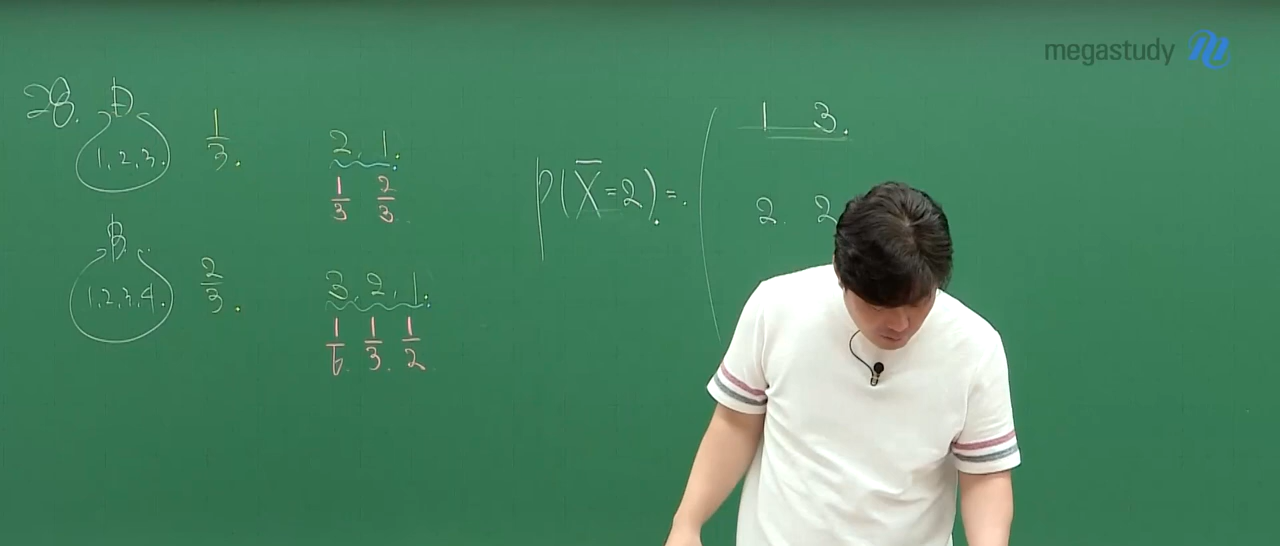 megastudy
28.
1, 2, 3.
1/3.
2, 1.
1/3 2/3.
B
1, 2, 3, 4.
2/3.
3, 2, 1.
1/6. 1/3. 1/2
P(X̄=2) =.
1 3.
2. 2